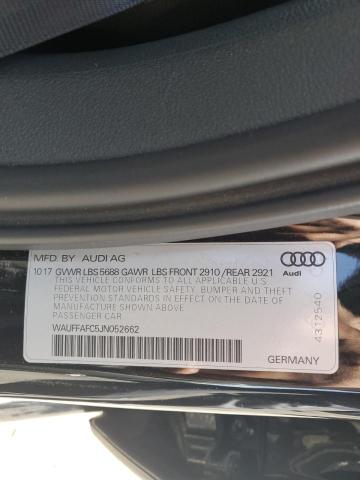 MFD. BY AUDI AG
10 17 GVWR LBS 5688 GAWR LBS FRONT 2910 /REAR 2921
THIS VEHICLE CONFORMS TO ALL APPLICABLE U.S.
FEDERAL MOTOR VEHICLE SAFETY, BUMPER AND THEFT
PREVENTION STANDARDS IN EFFECT ON THE DATE OF
MANUFACTURE SHOWN ABOVE.
PASSENGER CAR
WAUFFAFC5JN052662
Audi
4312540
GERMANY